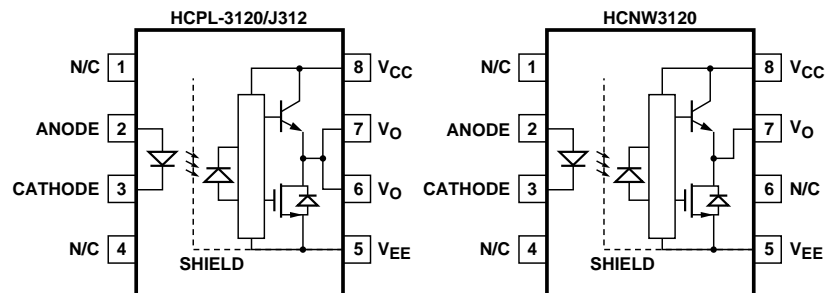 HCPL-3120/J312
N/C 1
8 VCC
ANODE 2
7 VO
CATHODE 3
6 VO
N/C 4
5 VEE
SHIELD
HCNW3120
N/C 1
8 VCC
ANODE 2
7 VO
CATHODE 3
6 N/C
N/C 4
5 VEE
SHIELD